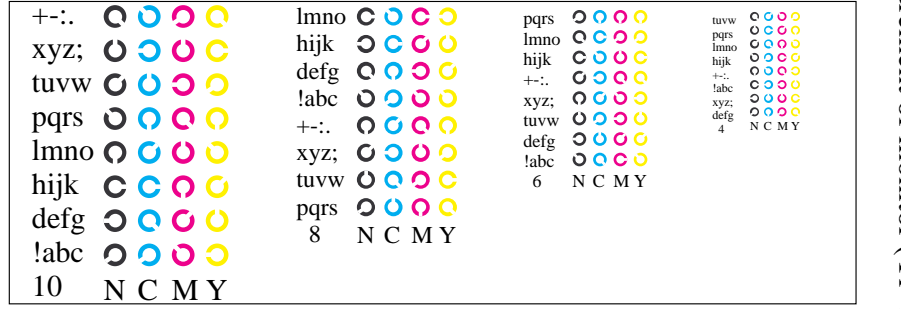 +-:.
xyz;
tuvw
pqrs
lmno
hijk
defg
!abc
10 N C M Y
lmno
hijk
defg
!abc
+-:.
xyz;
tuvw
pqrs
8 N C M Y
pqrs
lmno
hijk
+-:.
xyz;
tuvw
defg
!abc
6 N C M Y
tuvw
pqrs
lmno
hijk
+-:.
!abc
xyz;
defg
4 N C M Y